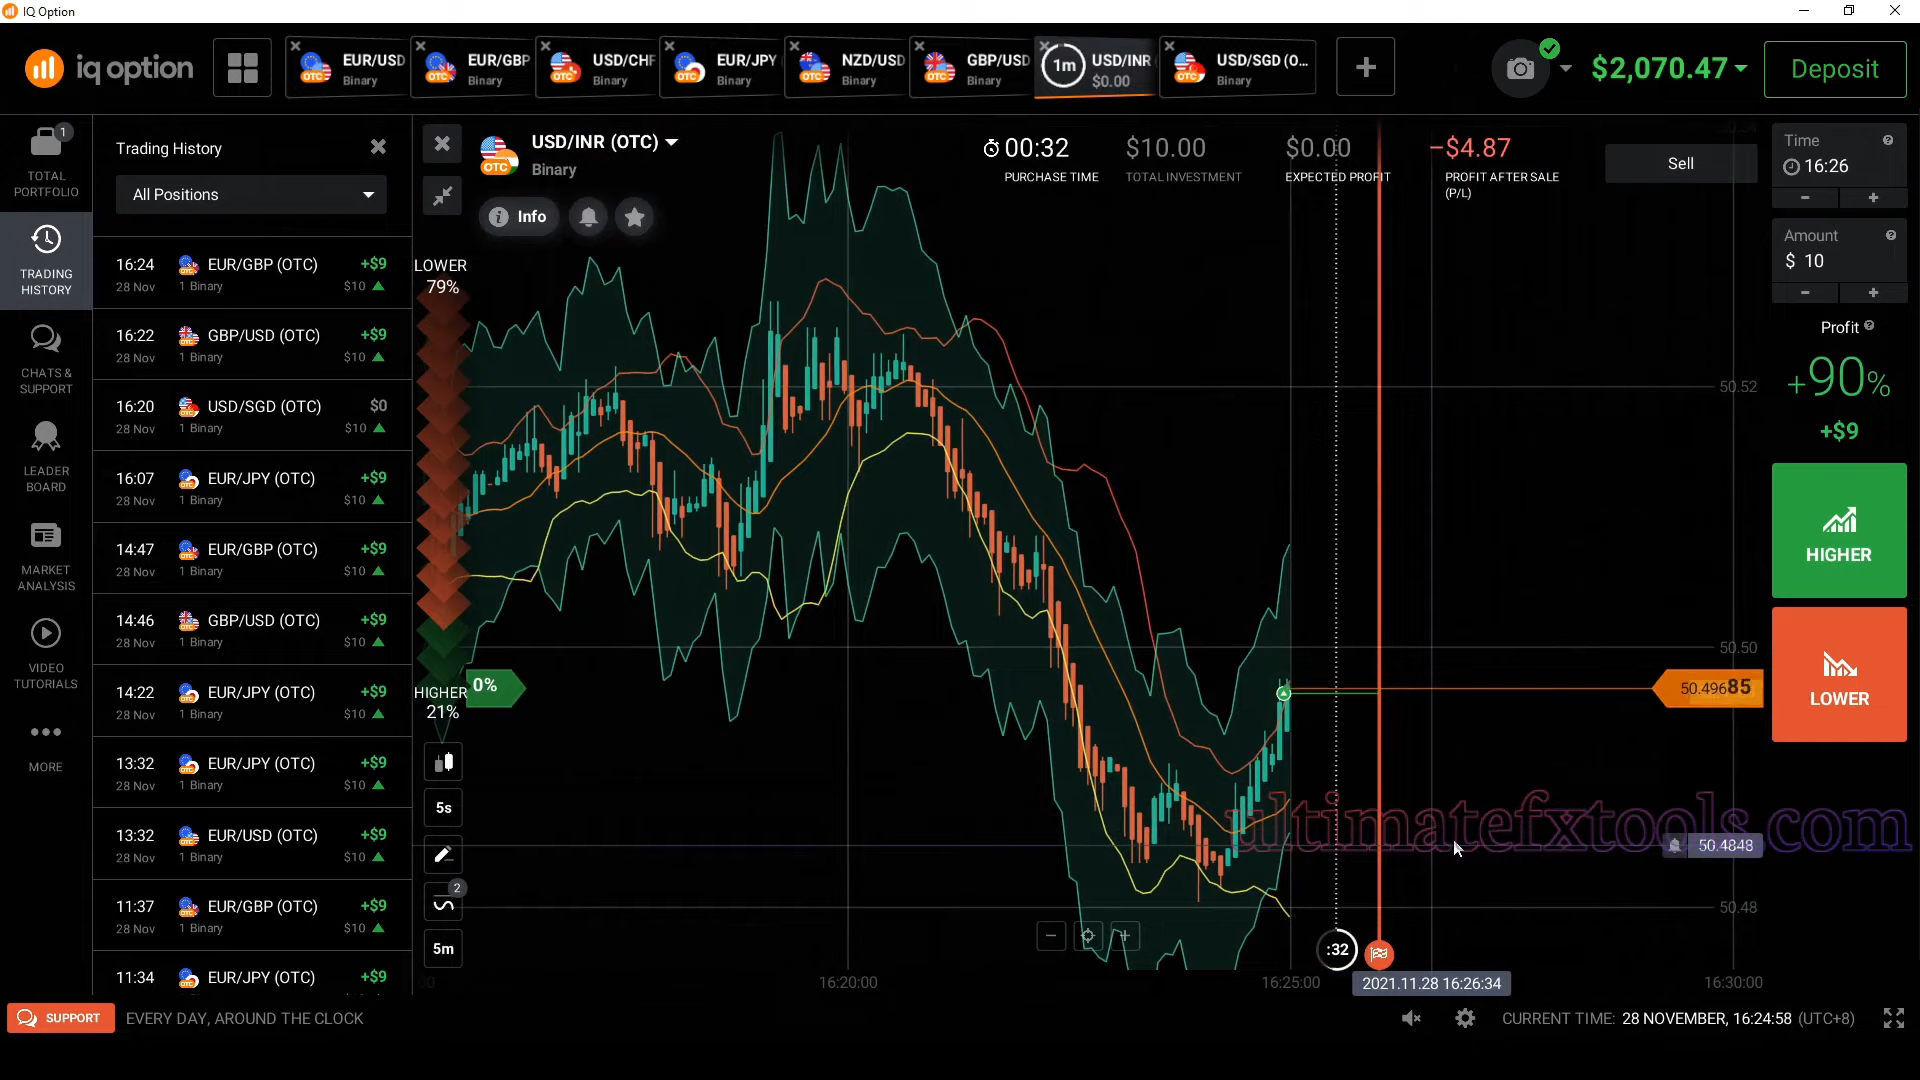 IQ Option
iq option
EUR/USD
Binary
EUR/GBP
Binary
USD/CHF
Binary
EUR/JPY
Binary
NZD/USD
Binary
GBP/USD
Binary
1m
USD/INR
$0.00
USD/SGD (O...
Binary
$2,070.47
Deposit
1
TOTAL
PORTFOLIO
TRADING
HISTORY
CHATS &
SUPPORT
LEADER
BOARD
MARKET
ANALYSIS
VIDEO
TUTORIALS
MORE
Trading History
All Positions
16:24 EUR/GBP (OTC) +$9
28 Nov 1 Binary $10
16:22 GBP/USD (OTC) +$9
28 Nov 1 Binary $10
16:20 USD/SGD (OTC) $0
28 Nov 1 Binary $10
16:07 EUR/JPY (OTC) +$9
28 Nov 1 Binary $10
14:47 EUR/GBP (OTC) +$9
28 Nov 1 Binary $10
14:46 GBP/USD (OTC) +$9
28 Nov 1 Binary $10
14:22 EUR/JPY (OTC) +$9
28 Nov 1 Binary $10
13:32 EUR/JPY (OTC) +$9
28 Nov 1 Binary $10
13:32 EUR/USD (OTC) +$9
28 Nov 1 Binary $10
11:37 EUR/GBP (OTC) +$9
28 Nov 1 Binary $10
11:34 EUR/JPY (OTC) +$9
USD/INR (OTC)
Binary
Info
00:32
PURCHASE TIME
$10.00
TOTAL INVESTMENT
$0.00
EXPECTED PROFIT
−$4.87
PROFIT AFTER SALE
(P/L)
Sell
LOWER
79%
HIGHER
21%
0%
5s
2
5m
50.52
50.50
50.49685
50.4848
50.48
:32
2021.11.28 16:26:34
16:20:00
16:25:00
16:30:00
ultimatefxtools.com
Time
16:26
Amount
$ 10
Profit
+90%
+$9
HIGHER
LOWER
SUPPORT
EVERY DAY, AROUND THE CLOCK
CURRENT TIME: 28 NOVEMBER, 16:24:58 (UTC+8)